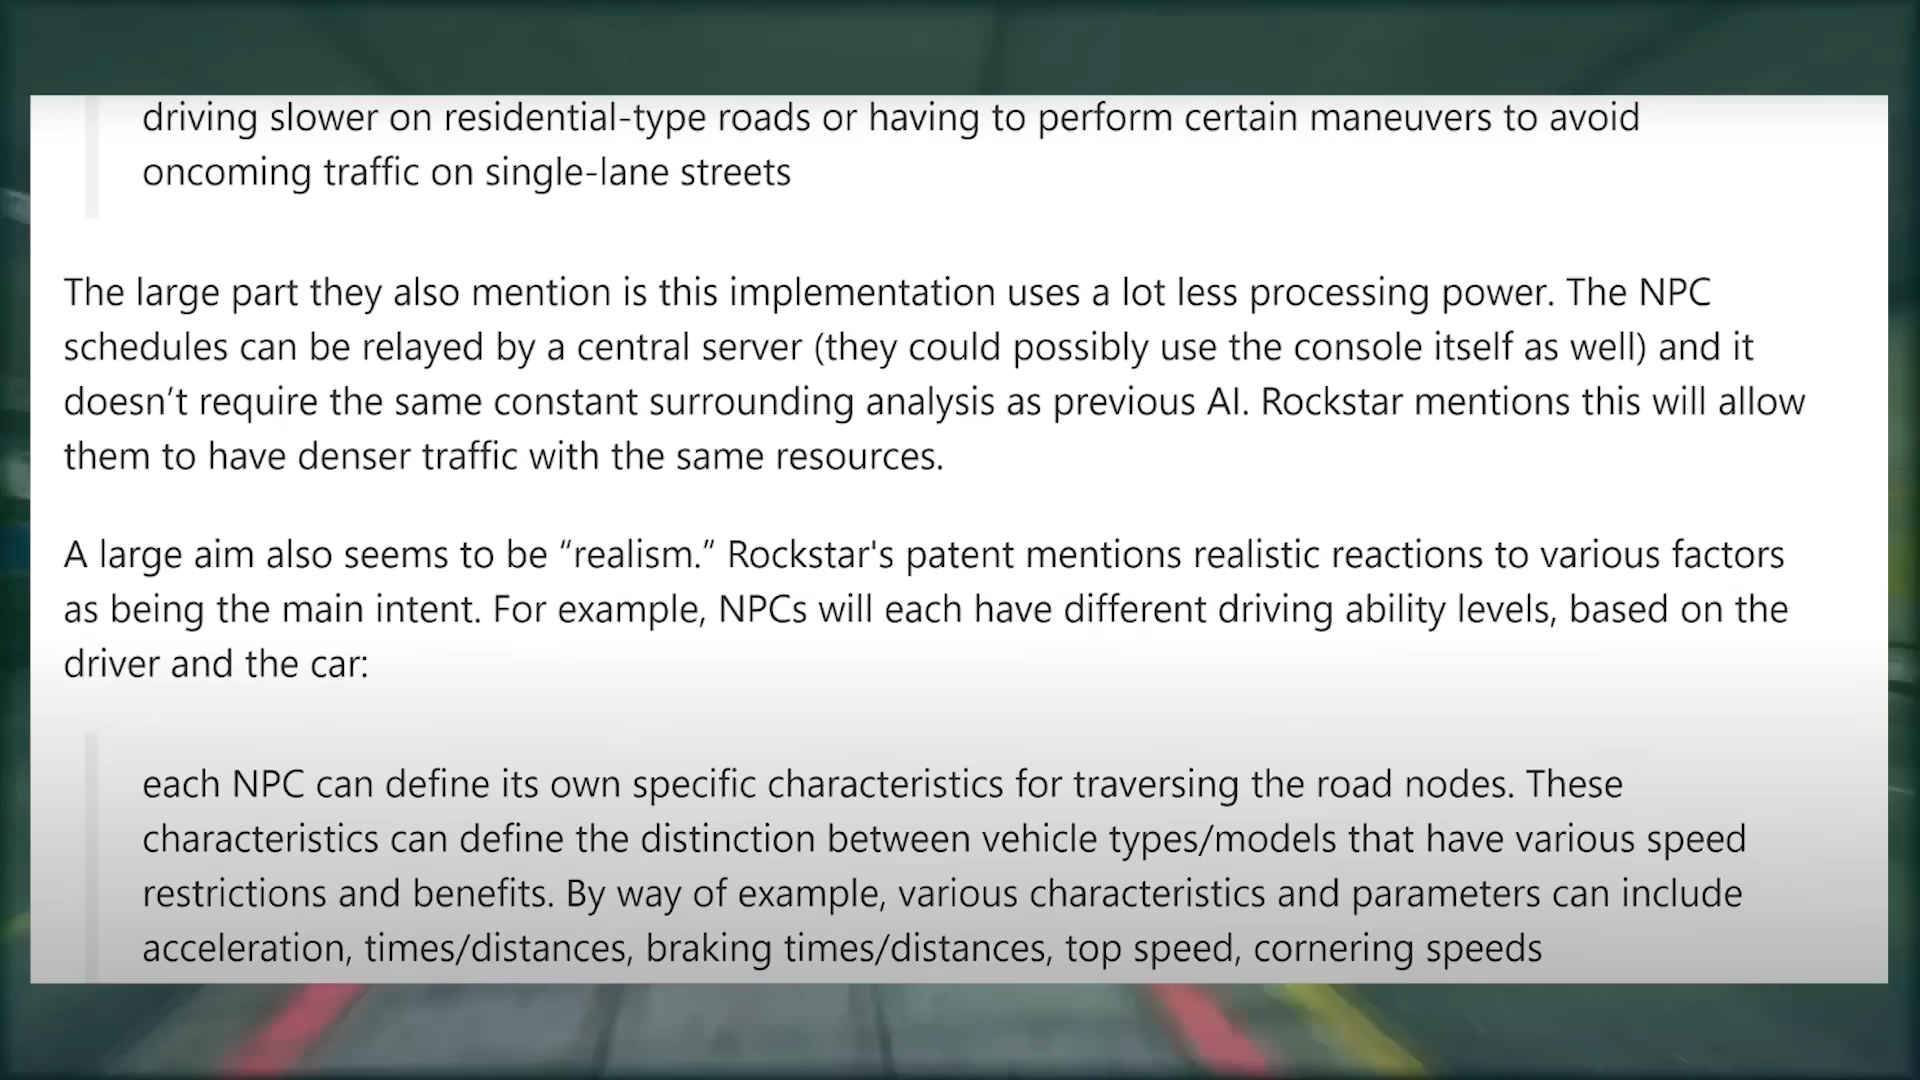 driving slower on residential-type roads or having to perform certain maneuvers to avoid
oncoming traffic on single-lane streets
The large part they also mention is this implementation uses a lot less processing power. The NPC
schedules can be relayed by a central server (they could possibly use the console itself as well) and it
doesn’t require the same constant surrounding analysis as previous AI. Rockstar mentions this will allow
them to have denser traffic with the same resources.
A large aim also seems to be “realism.” Rockstar's patent mentions realistic reactions to various factors
as being the main intent. For example, NPCs will each have different driving ability levels, based on the
driver and the car:
each NPC can define its own specific characteristics for traversing the road nodes. These
characteristics can define the distinction between vehicle types/models that have various speed
restrictions and benefits. By way of example, various characteristics and parameters can include
acceleration, times/distances, braking times/distances, top speed, cornering speeds